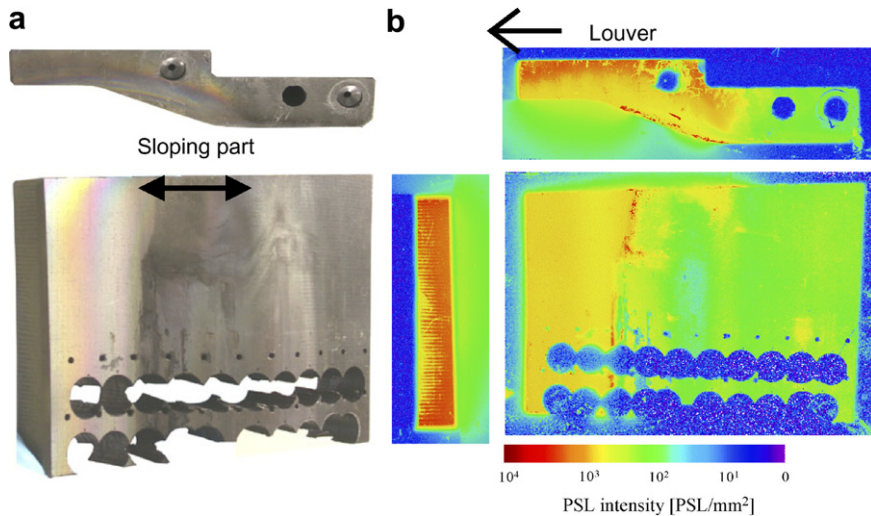 a
b
Louver
Sloping part
10⁴ 10³ 10² 10¹ 0
PSL intensity [PSL/mm²]